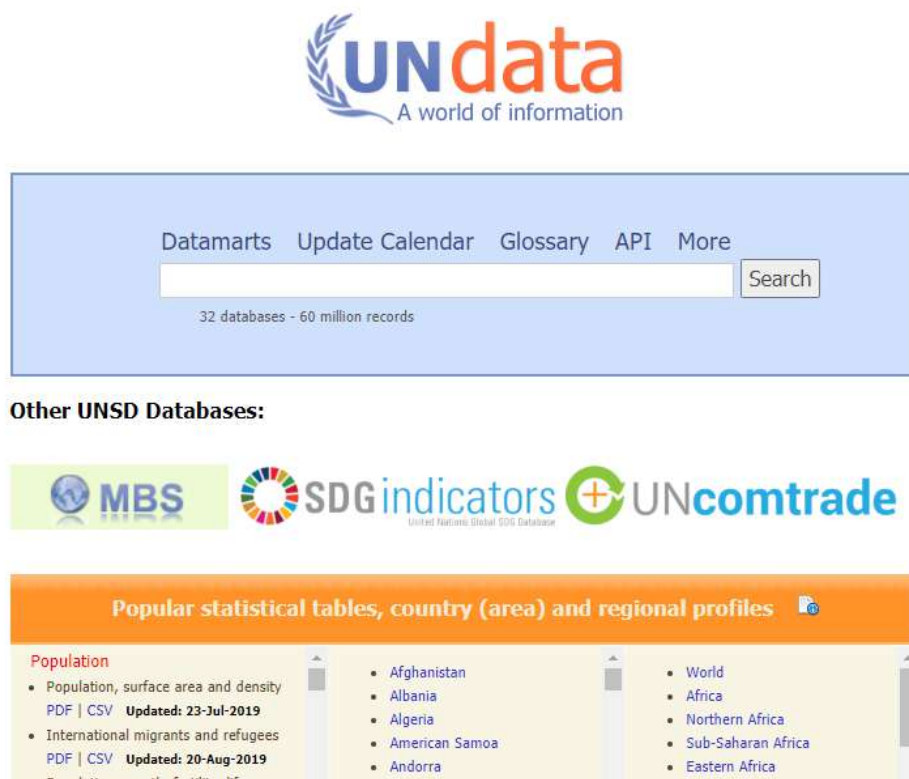 UNdata
A world of information
Datamarts Update Calendar Glossary API More
Search
32 databases - 60 million records
Other UNSD Databases:
MBS
SDGindicators
United Nations Global SDG Database
UNcomtrade
Popular statistical tables, country (area) and regional profiles
Population
Population, surface area and density
PDF | CSV Updated: 23-Jul-2019
International migrants and refugees
PDF | CSV Updated: 20-Aug-2019
Afghanistan
Albania
Algeria
American Samoa
Andorra
World
Africa
Northern Africa
Sub-Saharan Africa
Eastern Africa